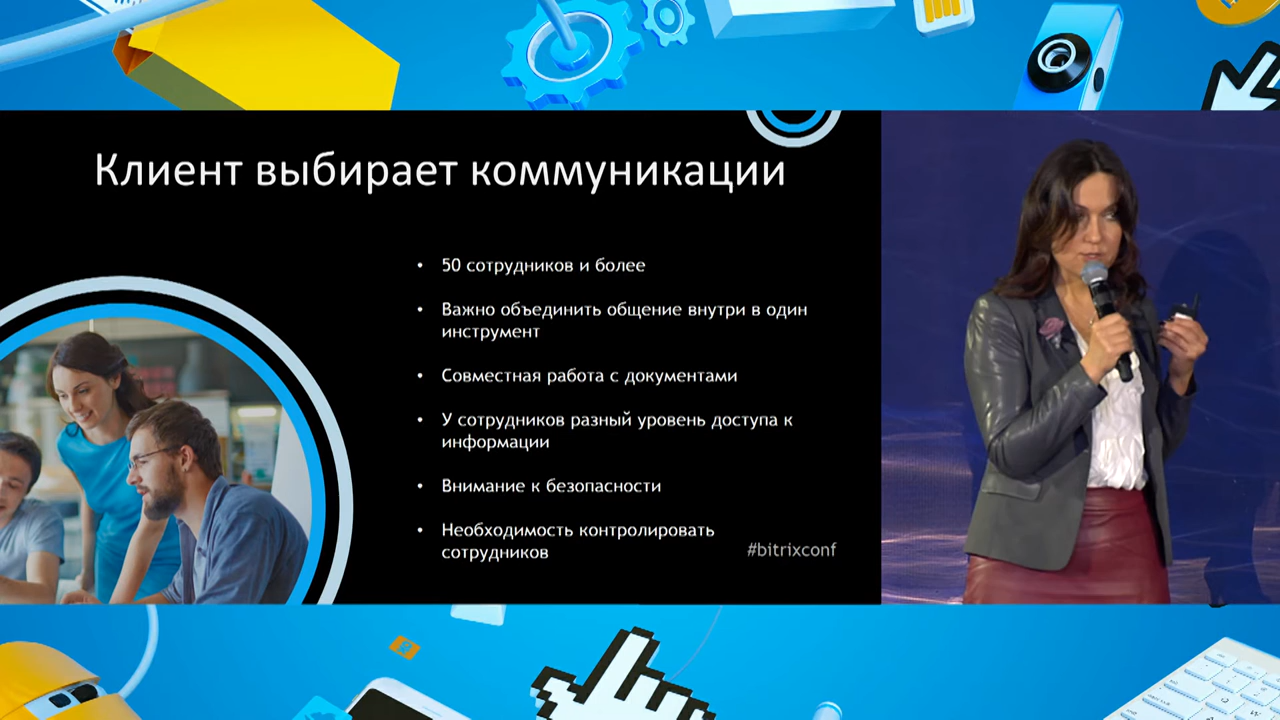 Клиент выбирает коммуникации
• 50 сотрудников и более
• Важно объединить общение внутри в один
инструмент
• Совместная работа с документами
• У сотрудников разный уровень доступа к
информации
• Внимание к безопасности
• Необходимость контролировать
сотрудников
#bitrixconf